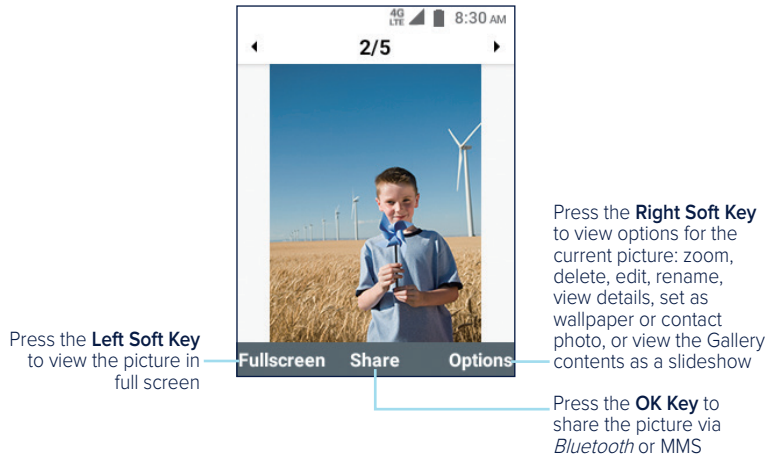 4G
LTE
8:30 AM
2/5
Press the Right Soft Key
to view options for the
current picture: zoom,
delete, edit, rename,
view details, set as
wallpaper or contact
photo, or view the Gallery
contents as a slideshow
Press the Left Soft Key
to view the picture in
full screen
Fullscreen Share Options
Press the OK Key to
share the picture via
Bluetooth or MMS